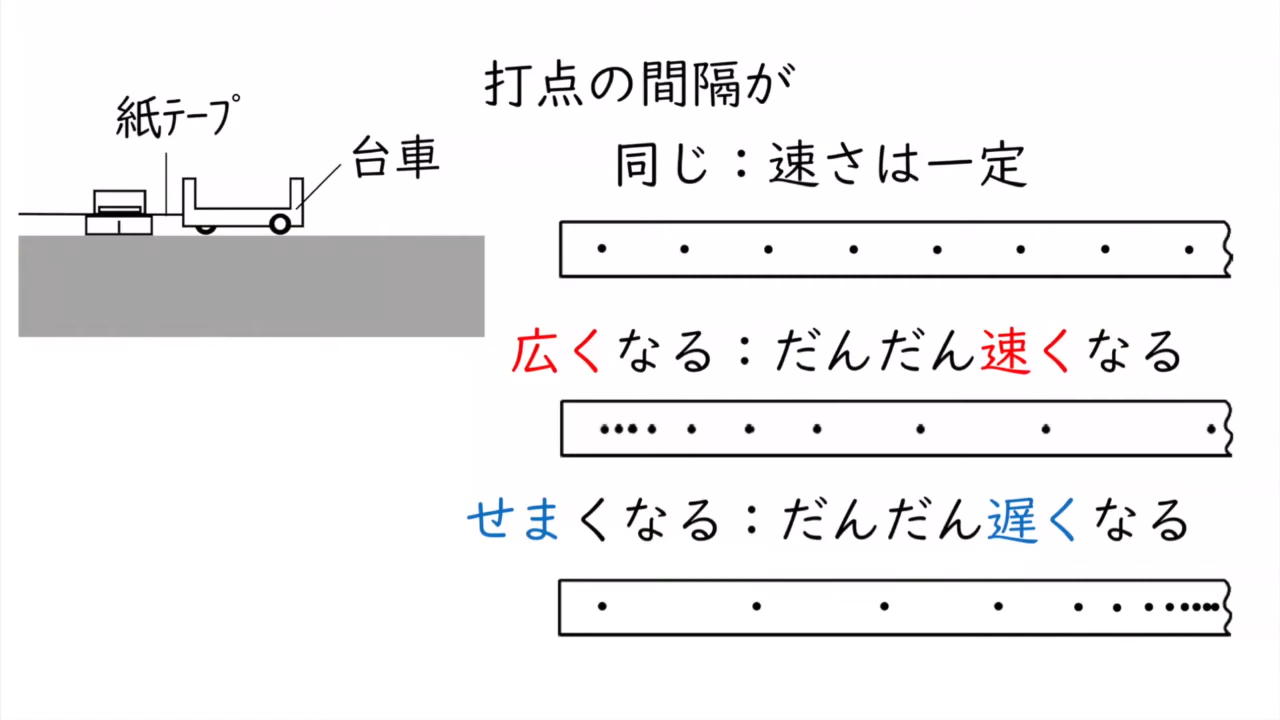 打点の間隔が
紙ﾃｰﾌﾟ
台車
同じ：速さは一定
広くなる：だんだん速くなる
せまくなる：だんだん遅くなる